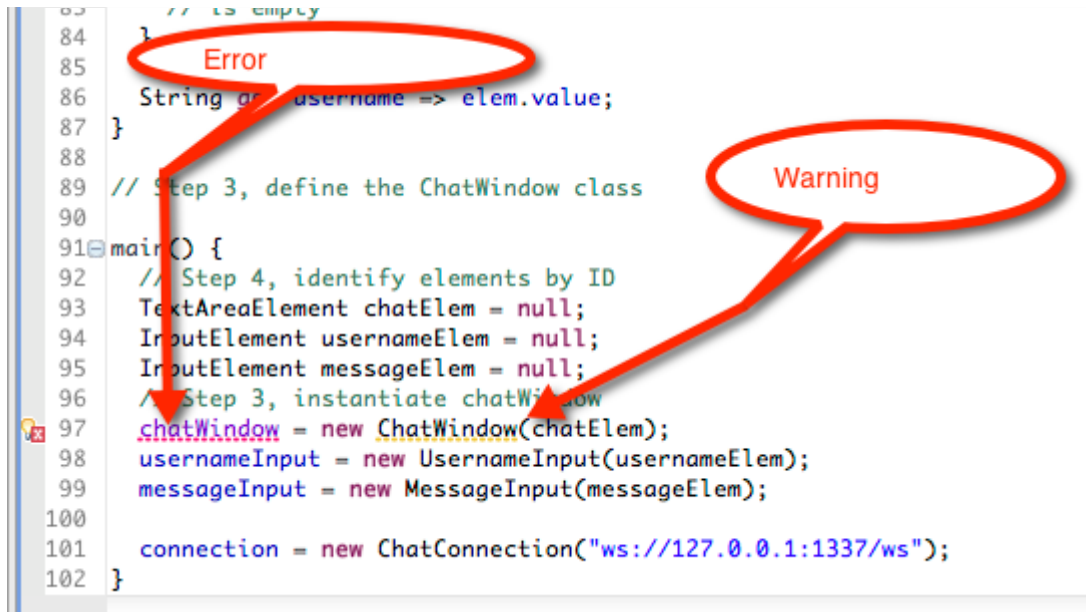 83 // is empty
84 }
Error
85
86 String username => elem.value;
87 }
88
89 // Step 3, define the ChatWindow class
Warning
90
91 main() {
92 // Step 4, identify elements by ID
93 TextAreaElement chatElem = null;
94 InputElement usernameElem = null;
95 InputElement messageElem = null;
96 // Step 3, instantiate chatWindow
97 chatWindow = new ChatWindow(chatElem);
98 usernameInput = new UsernameInput(usernameElem);
99 messageInput = new MessageInput(messageElem);
100
101 connection = new ChatConnection("ws://127.0.0.1:1337/ws");
102 }